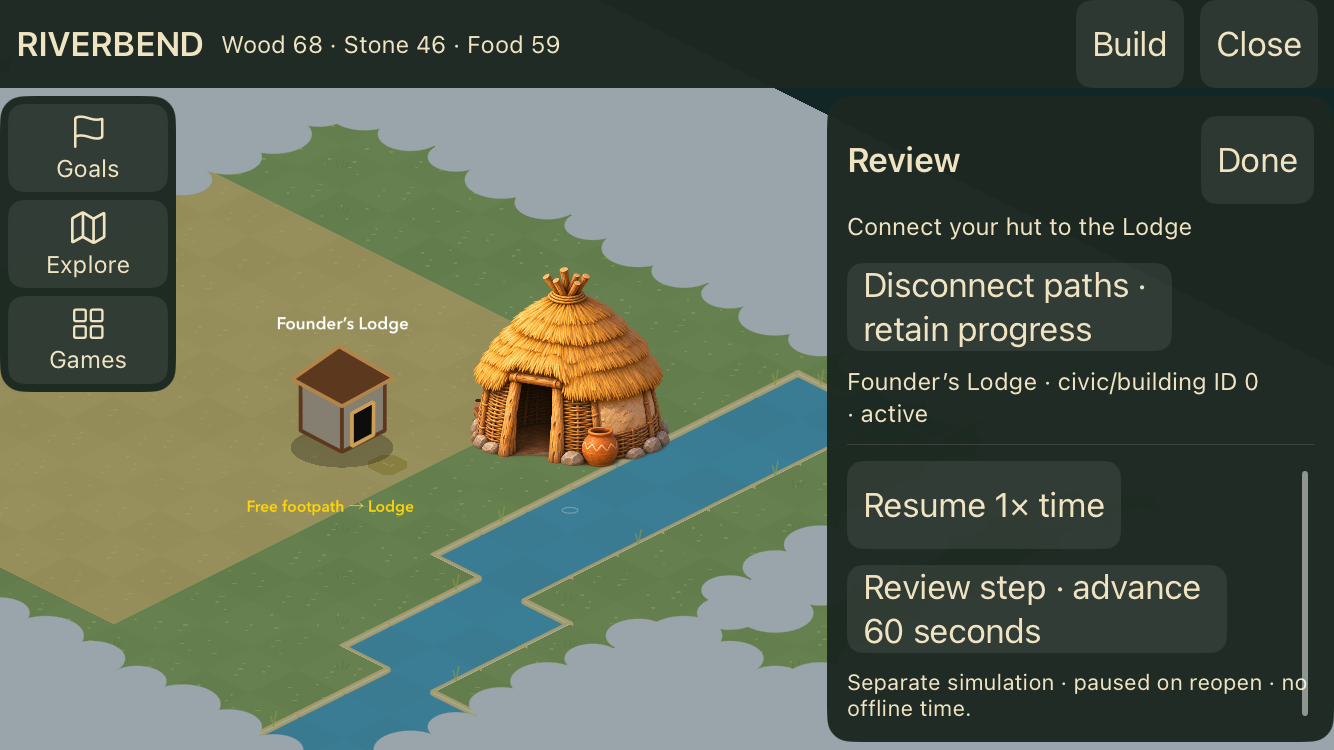 RIVERBEND Wood 68 · Stone 46 · Food 59
Build
Close
Goals
Explore
Games
Founder’s Lodge
Free footpath → Lodge
Review
Done
Connect your hut to the Lodge
Disconnect paths ·
retain progress
Founder’s Lodge · civic/building ID 0
· active
Resume 1× time
Review step · advance
60 seconds
Separate simulation · paused on reopen · no
offline time.